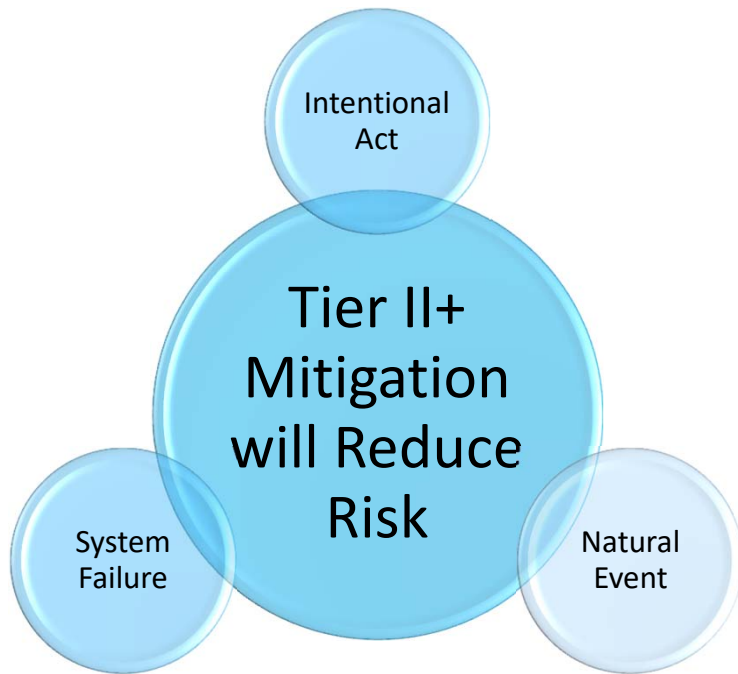 Intentional
Act
Tier II+
Mitigation
will Reduce
Risk
System
Failure
Natural
Event